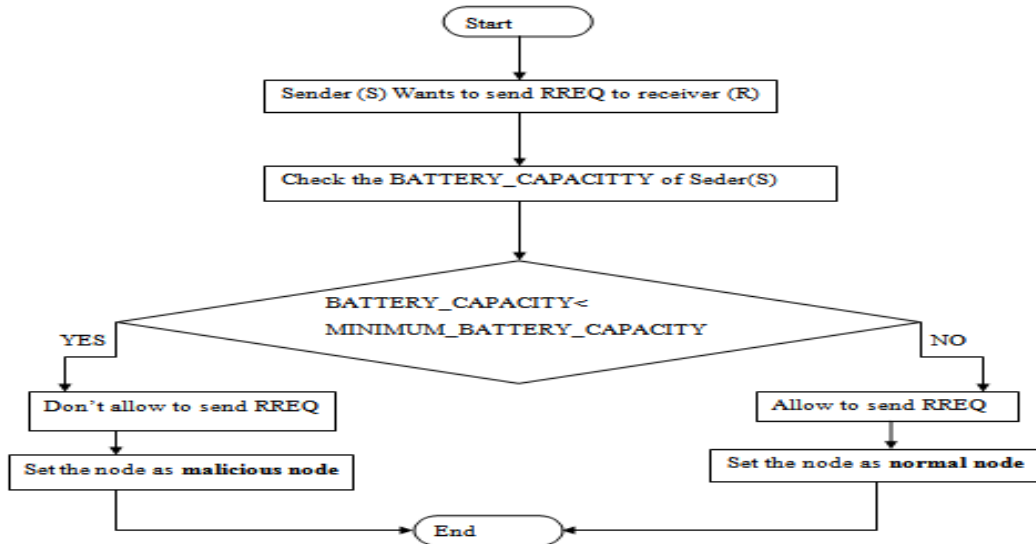 Start
Sender (S) Wants to send RREQ to receiver (R)
Check the BATTERY_CAPACITTY of Seder(S)
BATTERY_CAPACITY<
MINIMUM_BATTERY_CAPACITY
YES
NO
Don't allow to send RREQ
Allow to send RREQ
Set the node as malicious node
Set the node as normal node
End